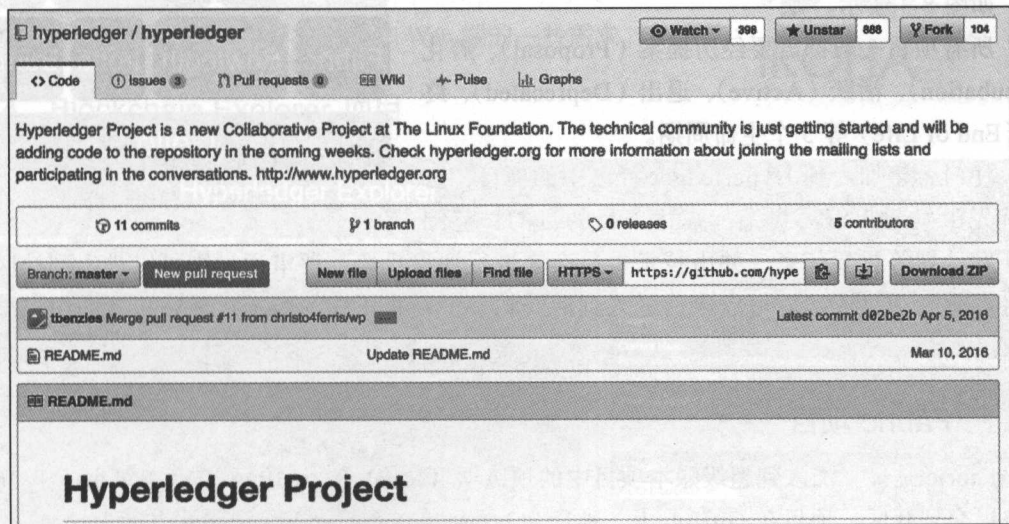 hyperledger / hyperledger
Watch 398
Unstar 868
Fork 104
Code
Issues 3
Pull requests 0
Wiki
Pulse
Graphs
Hyperledger Project is a new Collaborative Project at The Linux Foundation. The technical community is just getting started and will
be adding code to the repository in the coming weeks. Check hyperledger.org for more information about joining the mailing lists and
participating in the conversations. http://www.hyperledger.org
11 commits
1 branch
0 releases
5 contributors
Branch: master
New pull request
New file
Upload files
Find file
HTTPS
https://github.com/hype
Download ZIP
tbenzies Merge pull request #11 from christo4ferris/wp
Latest commit d02be2b Apr 5, 2016
README.md
Update README.md
Mar 10, 2016
README.md
Hyperledger Project